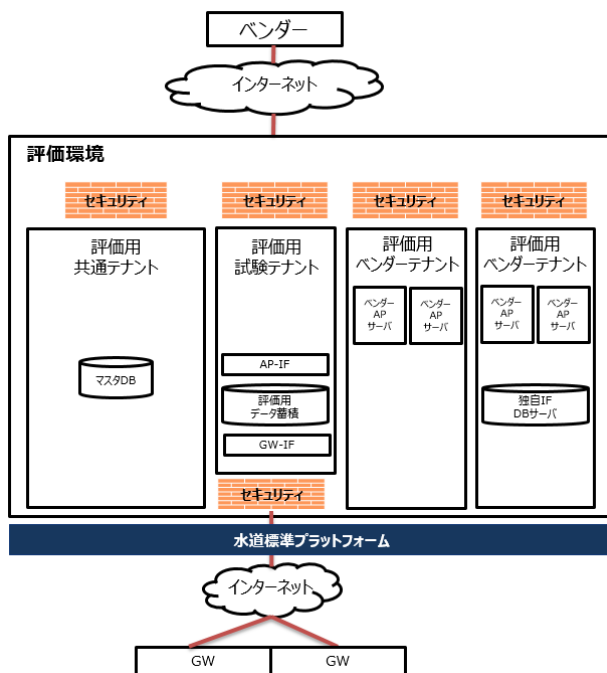 ベンダー
インターネット
評価環境
セキュリティ
セキュリティ
セキュリティ
セキュリティ
評価用
共通テナント
マスタDB
評価用
試験テナント
AP-IF
評価用
データ蓄積
GW-IF
セキュリティ
評価用
ベンダーテナント
ベンダー
AP
サーバ
ベンダー
AP
サーバ
評価用
ベンダーテナント
ベンダー
AP
サーバ
ベンダー
AP
サーバ
独自IF
DBサーバ
水道標準プラットフォーム
インターネット
GW
GW